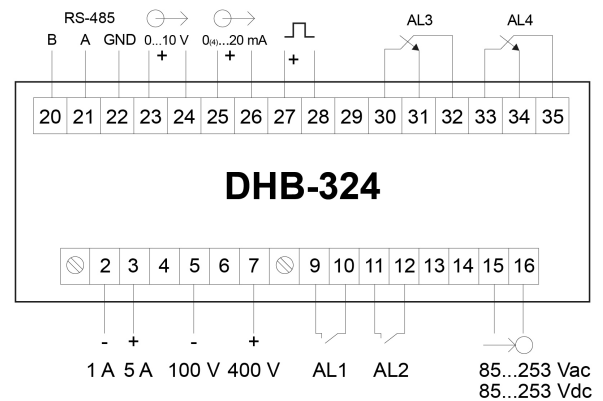 RS-485 AL3 AL4
B A GND 0...10 V 0(4)...20 mA
+ + +
20 21 22 23 24 25 26 27 28 29 30 31 32 33 34 35
DHB-324
2 3 4 5 6 7 9 10 11 12 13 14 15 16
- + - +
1 A 5 A 100 V 400 V AL1 AL2 85...253 Vac
85...253 Vdc